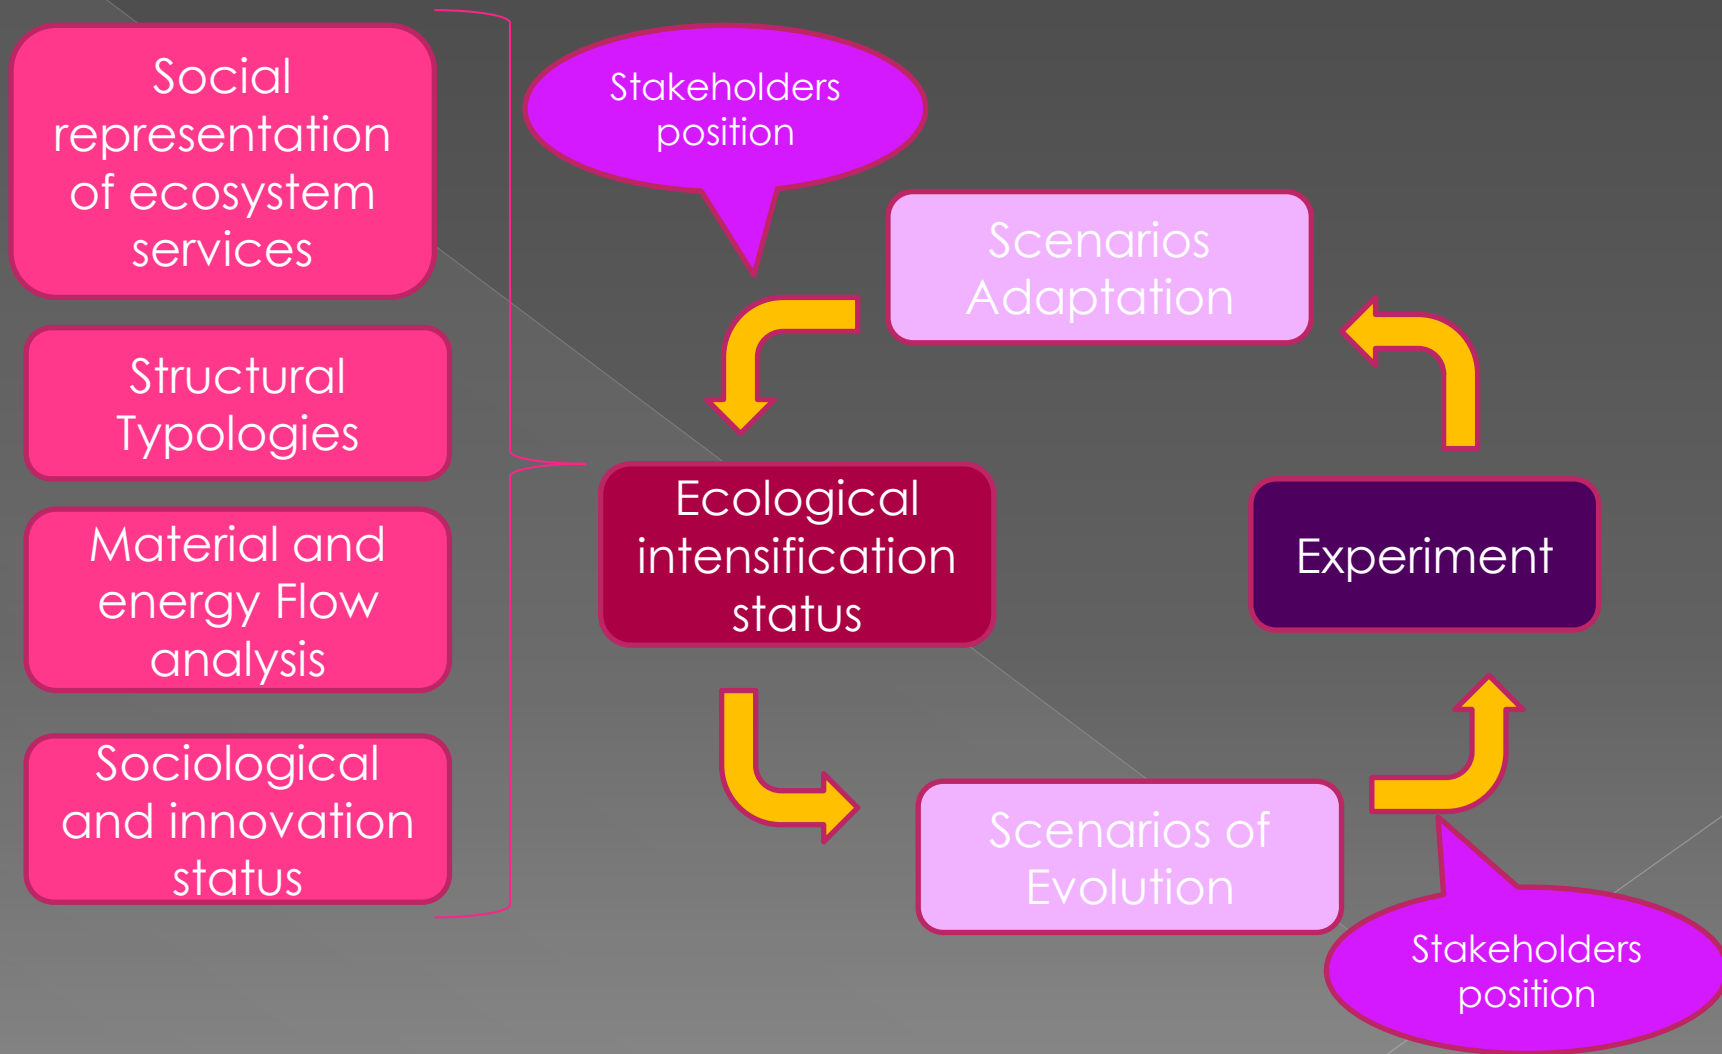 Social
representation
of ecosystem
services
Structural
Typologies
Material and
energy Flow
analysis
Sociological
and innovation
status
Stakeholders
position
Scenarios
Adaptation
Ecological
intensification
status
Experiment
Scenarios of
Evolution
Stakeholders
position